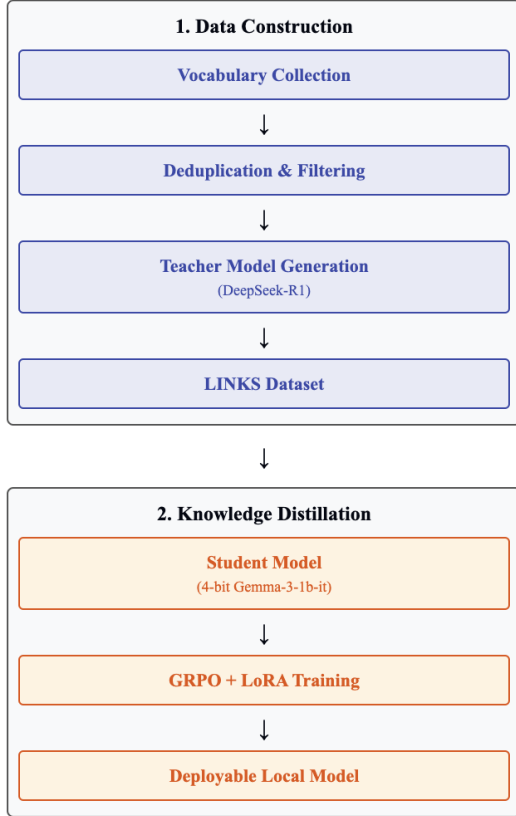 1. Data Construction
Vocabulary Collection
↓
Deduplication & Filtering
↓
Teacher Model Generation
(DeepSeek-R1)
↓
LINKS Dataset
↓
2. Knowledge Distillation
Student Model
(4-bit Gemma-3-1b-it)
↓
GRPO + LoRA Training
↓
Deployable Local Model